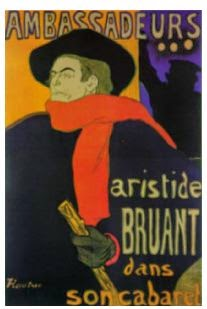 AMBASSADEURS
...
aristide
BRUANT
dans
son cabaret